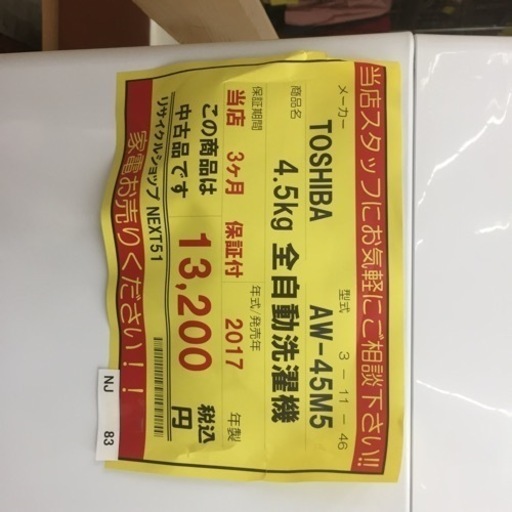 当店スタッフにお気軽にご相談下さい!!
メーカー 型式 3-11-46
TOSHIBA AW-45M5
商品名
4.5kg 全自動洗濯機
保証期間 年式/発売年
当店 3ヶ月 保証付 2017 年製
この商品は
中古品です
13,200 税込
円
リサイクルショップ NEXT51
家電お売りください!!
NJ 83